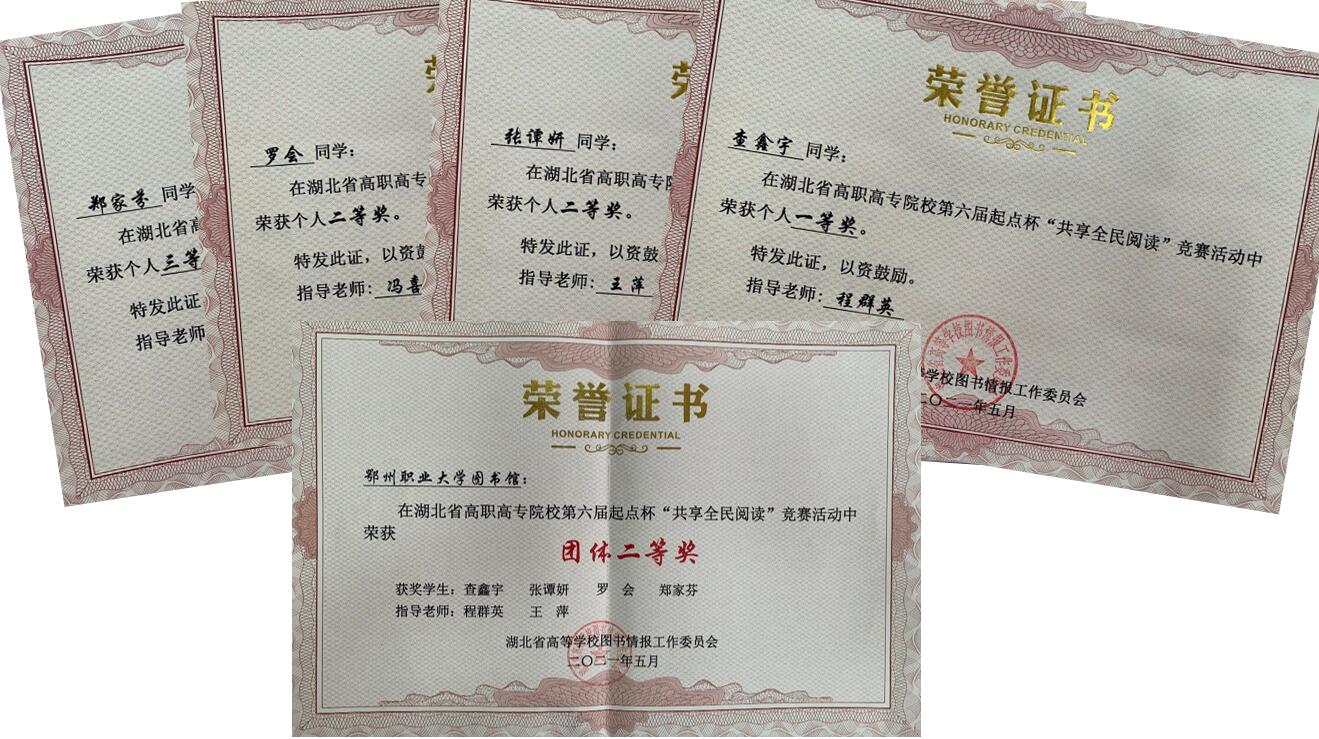 郑家芬 同学
在湖北省高
荣获个人三等
特发此证
指导老师
罗会 同学：
在湖北省高职高专
荣获个人二等奖。
特发此证，以资
指导老师：冯喜
张谭妍 同学：
在湖北省高职高专院
荣获个人二等奖。
特发此证，以资鼓
指导老师：王萍
荣誉证书
HONORARY CREDENTIAL
查鑫宇 同学：
在湖北省高职高专院校第六届起点杯“共享全民阅读”竞赛活动中
荣获个人一等奖。
特发此证，以资鼓励。
指导老师：程群英
学校图书情报工作委员会
二〇二一年五月
荣誉证书
HONORARY CREDENTIAL
鄂州职业大学图书馆：
在湖北省高职高专院校第六届起点杯“共享全民阅读”竞赛活动中
荣获
团体二等奖
获奖学生：查鑫宇 张谭妍 罗 会 郑家芬
指导老师：程群英 王 萍
湖北省高等学校图书情报工作委员会
二〇二一年五月